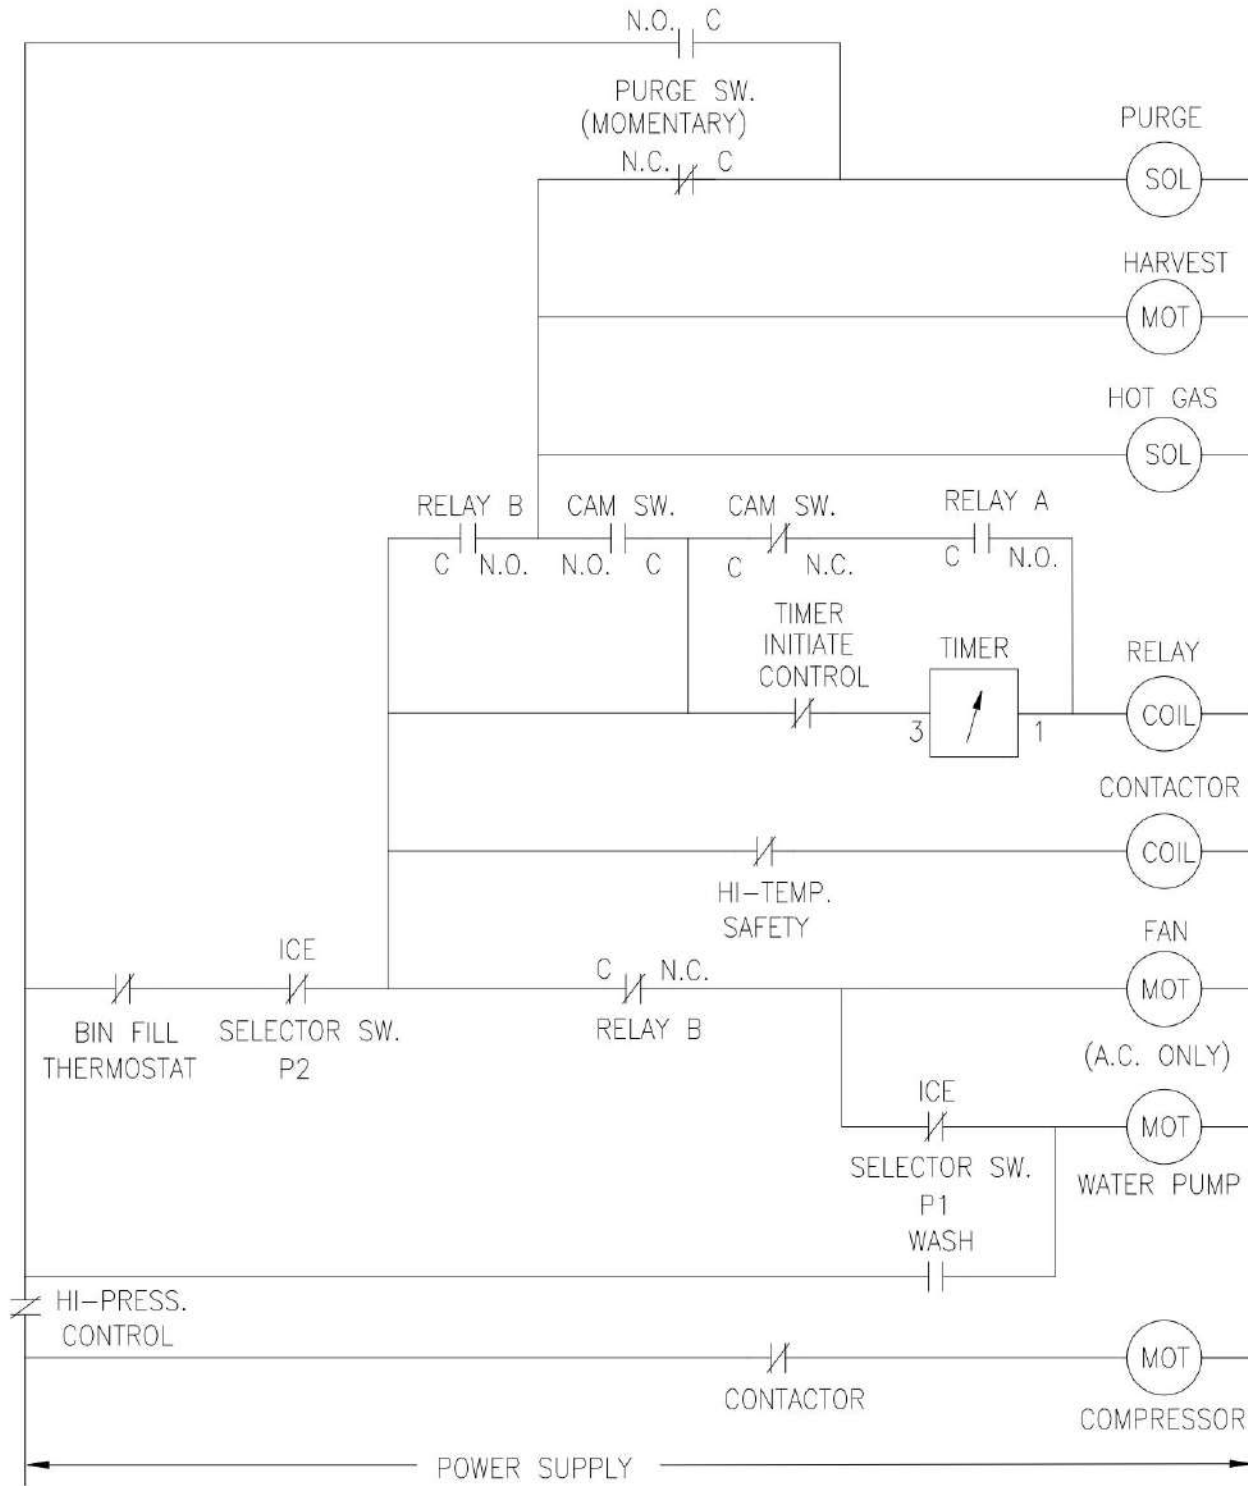 N.O. C
PURGE SW.
(MOMENTARY)
N.C. C
PURGE
SOL
HARVEST
MOT
HOT GAS
SOL
RELAY B
CAM SW.
CAM SW.
RELAY A
C N.O.
N.O. C
C N.C.
C N.O.
TIMER
INITIATE
CONTROL
TIMER
3
1
RELAY
COIL
CONTACTOR
COIL
HI-TEMP.
SAFETY
FAN
MOT
(A.C. ONLY)
ICE
C N.C.
BIN FILL
THERMOSTAT
SELECTOR SW.
P2
RELAY B
ICE
SELECTOR SW.
P1
WASH
MOT
WATER PUMP
HI-PRESS.
CONTROL
CONTACTOR
MOT
COMPRESSOR
POWER SUPPLY